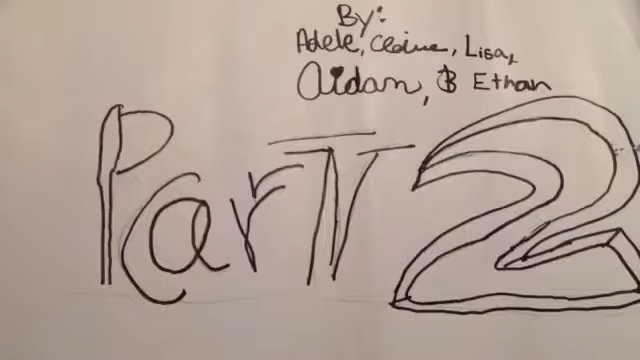 By:
Adele, Claire, Lisa,
Aidan, & Ethan
Part 2